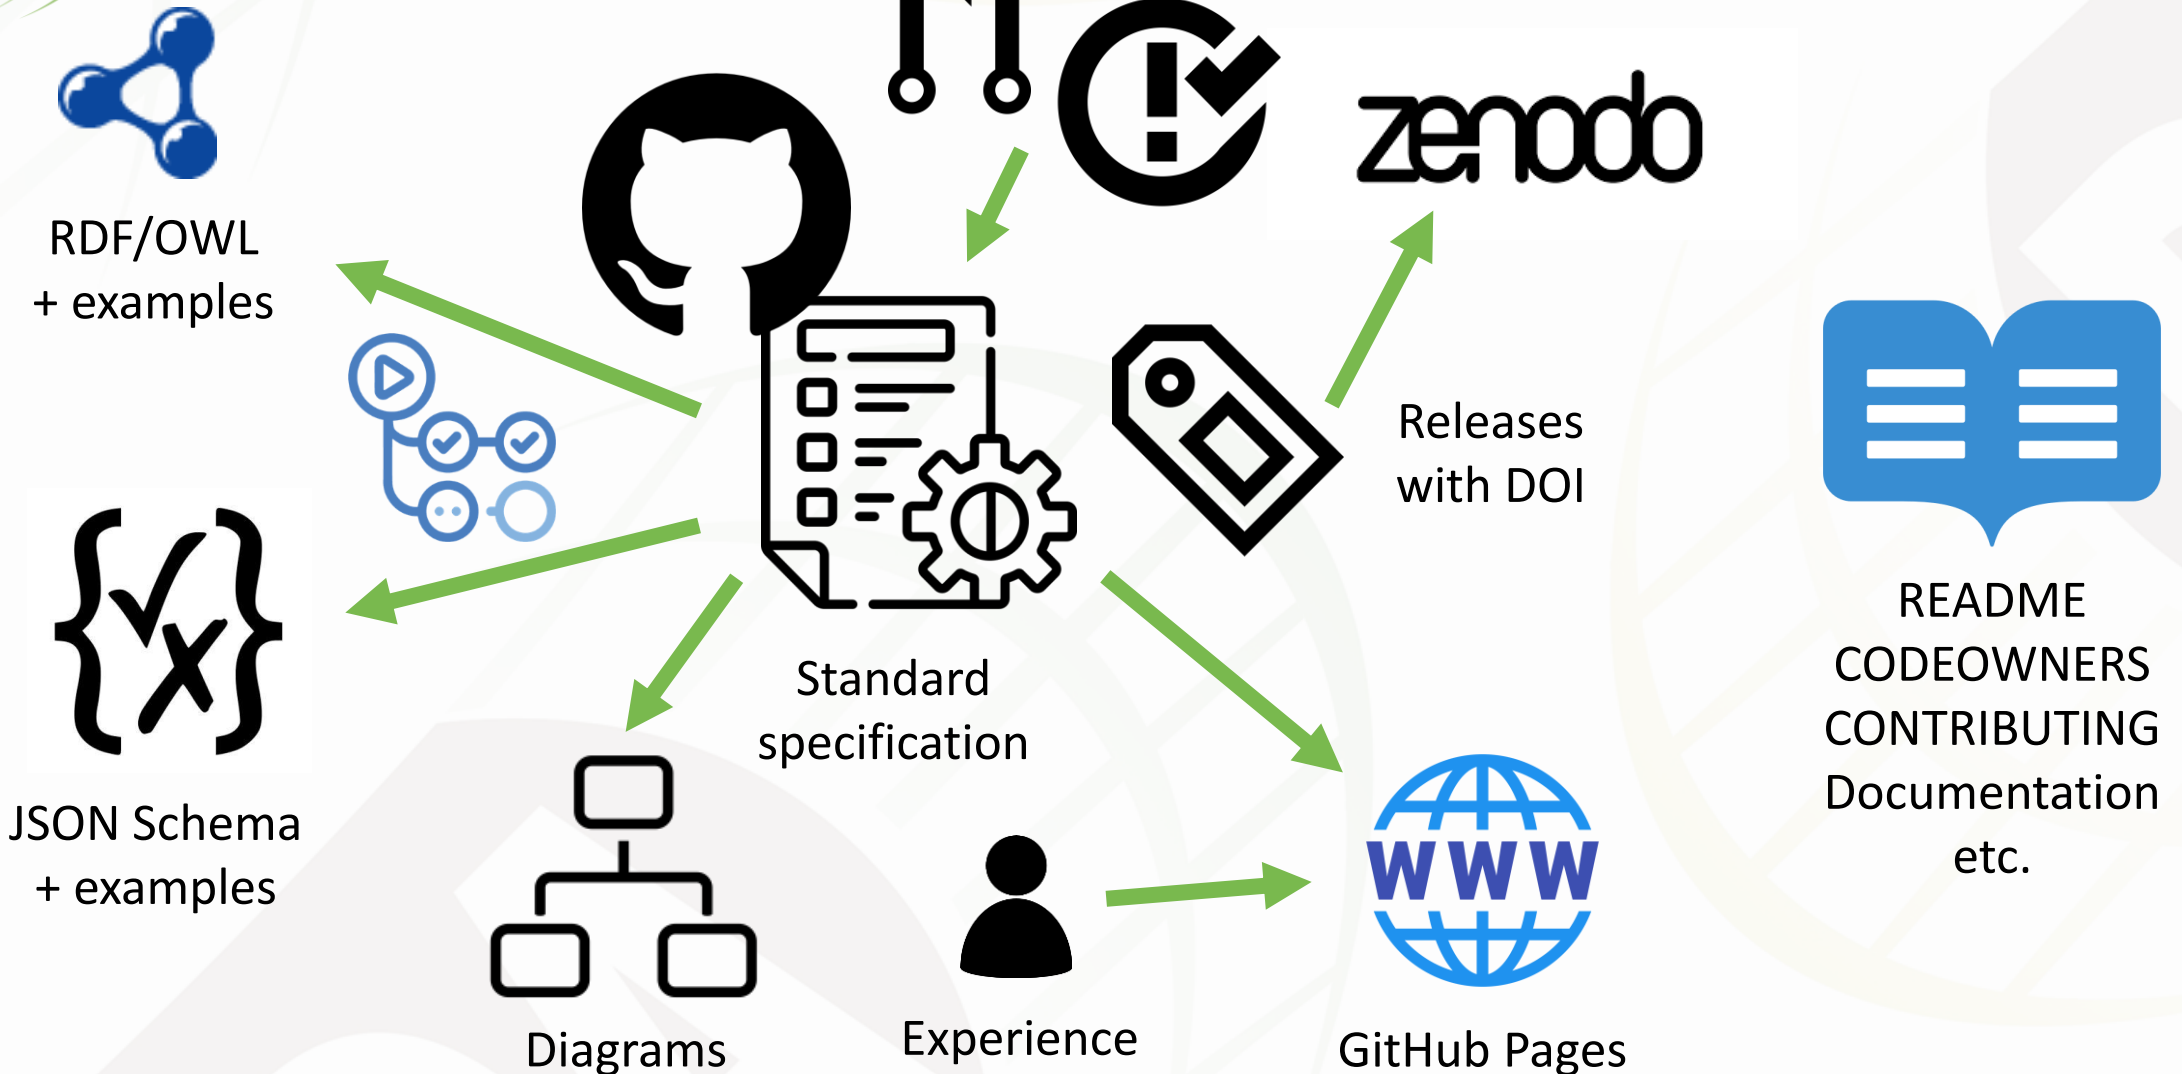 zenodo
RDF/OWL
+ examples
Releases
with DOI
README
CODEOWNERS
CONTRIBUTING
Documentation
etc.
Standard
specification
JSON Schema
+ examples
WWW
Diagrams
Experience
GitHub Pages